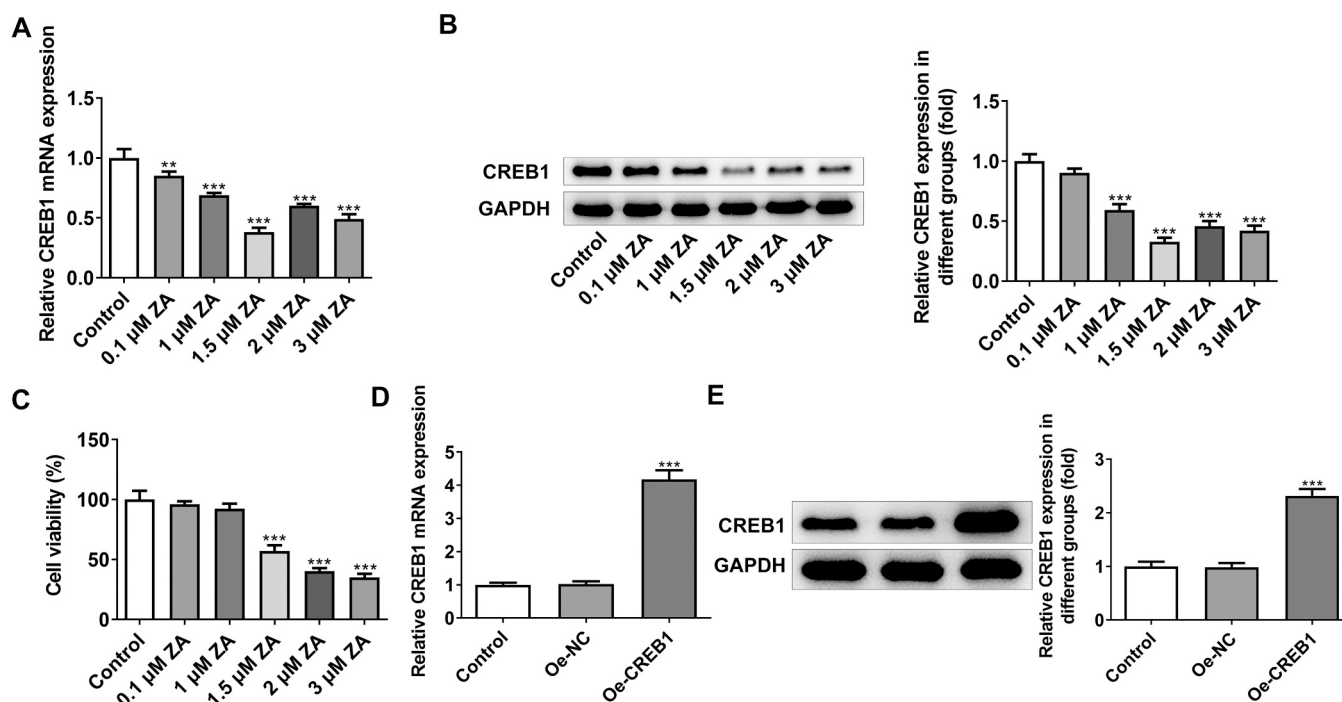 A
Relative CREB1 mRNA expression
1.5
1.0
0.5
0.0
**
***
***
***
***
Control
0.1 µM ZA
1 µM ZA
1.5 µM ZA
2 µM ZA
3 µM ZA
B
CREB1
GAPDH
Control
0.1 µM ZA
1 µM ZA
1.5 µM ZA
2 µM ZA
3 µM ZA
Relative CREB1 expression in
different groups (fold)
1.5
1.0
0.5
0.0
***
***
***
***
Control
0.1 µM ZA
1 µM ZA
1.5 µM ZA
2 µM ZA
3 µM ZA
C
Cell viability (%)
150
100
50
0
***
***
***
Control
0.1 µM ZA
1 µM ZA
1.5 µM ZA
2 µM ZA
3 µM ZA
D
Relative CREB1 mRNA expression
5
4
3
2
1
0
***
Control
Oe-NC
Oe-CREB1
E
CREB1
GAPDH
Relative CREB1 expression in
different groups (fold)
3
2
1
0
***
Control
Oe-NC
Oe-CREB1